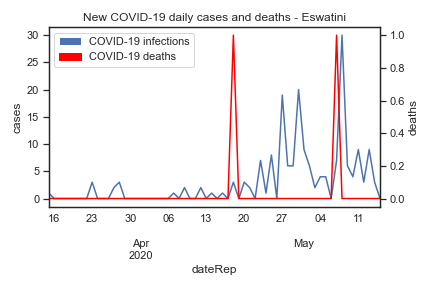 New COVID-19 daily cases and deaths - Eswatini
COVID-19 infections
COVID-19 deaths
cases
30
25
20
15
10
5
0
deaths
1.0
0.8
0.6
0.4
0.2
0.0
16 23 30 06 13 20 27 04 11
Apr May
2020
dateRep